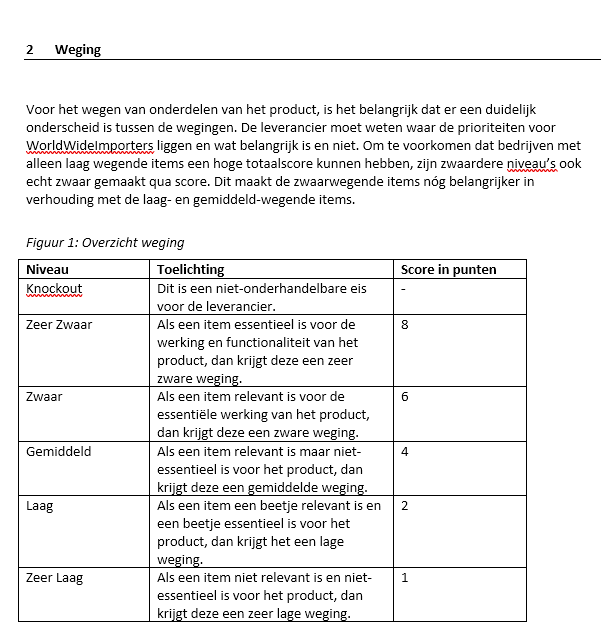 2 Weging
Voor het wegen van onderdelen van het product, is het belangrijk dat er een duidelijk
onderscheid is tussen de wegingen. De leverancier moet weten waar de prioriteiten voor
WorldWideImporters liggen en wat belangrijk is en niet. Om te voorkomen dat bedrijven met
alleen laag wegende items een hoge totaalscore kunnen hebben, zijn zwaardere niveau's ook
echt zwaar gemaakt qua score. Dit maakt de zwaarwegende items nóg belangrijker in
verhouding met de laag- en gemiddeld-wegende items.
Figuur 1: Overzicht weging
Niveau Toelichting Score in punten
Knockout Dit is een niet-onderhandelbare eis -
voor de leverancier.
Zeer Zwaar Als een item essentieel is voor de 8
werking en functionaliteit van het
product, dan krijgt deze een zeer
zware weging.
Zwaar Als een item relevant is voor de 6
essentiële werking van het product,
dan krijgt deze een zware weging.
Gemiddeld Als een item relevant is maar niet- 4
essentieel is voor het product, dan
krijgt deze een gemiddelde weging.
Laag Als een item een beetje relevant is en 2
een beetje essentieel is voor het
product, dan krijgt het een lage
weging.
Zeer Laag Als een item niet relevant is en niet- 1
essentieel is voor het product, dan
krijgt deze een zeer lage weging.